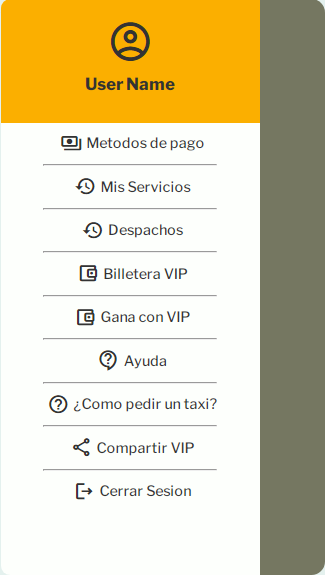 User Name
Metodos de pago
Mis Servicios
Despachos
Billetera VIP
Gana con VIP
Ayuda
¿Como pedir un taxi?
Compartir VIP
Cerrar Sesion